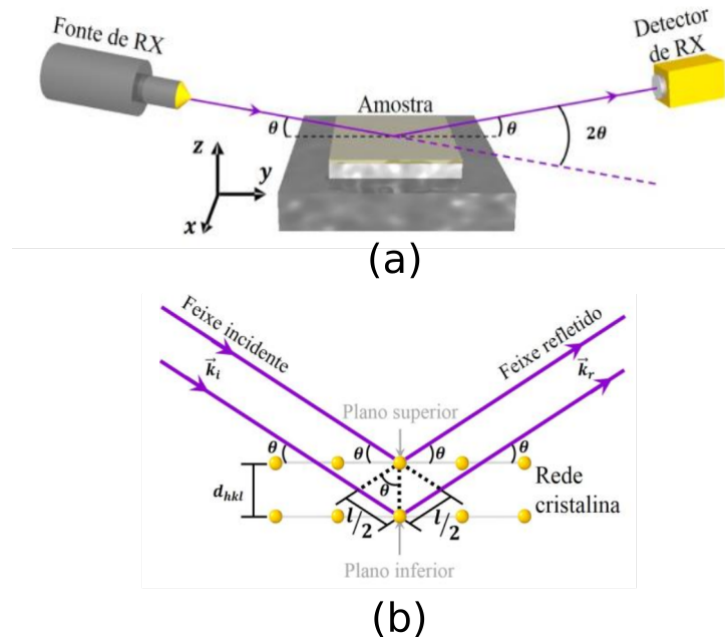 Fonte de RX
Detector
de RX
Amostra
θ
θ
2θ
z
y
x
(a)
Feixe incidente
Feixe refletido
k⃗ᵢ
k⃗ᵣ
Plano superior
θ
θ
θ
θ
θ
d_hkl
l/2
l/2
Rede
cristalina
Plano inferior
(b)